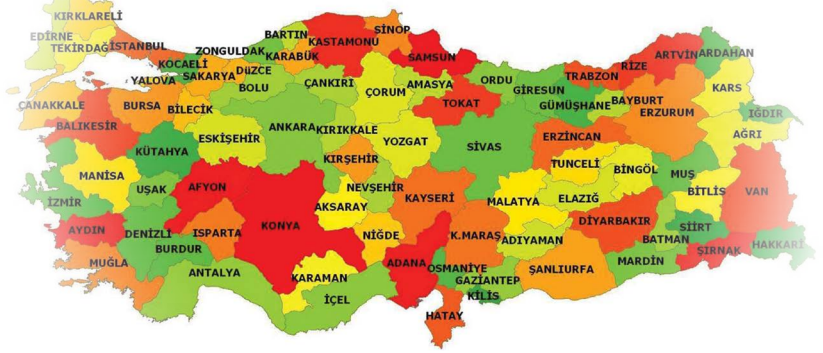 KIRKLARELİ
EDİRNE
TEKİRDAĞ
İSTANBUL
KOCAELİ
YALOVA
SAKARYA
ZONGULDAK
DüZCE
BOLU
BARTIN
KARABÜK
KASTAMONU
SİNOP
SAMSUN
ÇANKIRI
ÇORUM
AMASYA
TOKAT
ORDU
GİRESUN
TRABZON
GÜMÜŞHANE
RİZE
BAYBURT
ARTVİN
ARDAHAN
KARS
ERZURUM
IĞDIR
AĞRI
ÇANAKKALE
BALIKESİR
BURSA
BİLECİK
ESKİŞEHİR
ANKARA
KIRIKKALE
YOZGAT
SİVAS
ERZİNCAN
TUNCELİ
BİNGÖL
MUŞ
BİTLİS
VAN
KÜTAHYA
MANİSA
UŞAK
AFYON
KIRŞEHİR
NEVŞEHİR
AKSARAY
KAYSERİ
MALATYA
ELAZIĞ
DİYARBAKIR
BATMAN
SİİRT
ŞIRNAK
HAKKARİ
İZMİR
AYDIN
DENİZLİ
BURDUR
ISPARTA
KONYA
NİĞDE
K.MARAŞ
ADIYAMAN
MARDİN
MUĞLA
ANTALYA
KARAMAN
İÇEL
ADANA
OSMANİYE
GAZİANTEP
KİLİS
ŞANLIURFA
HATAY